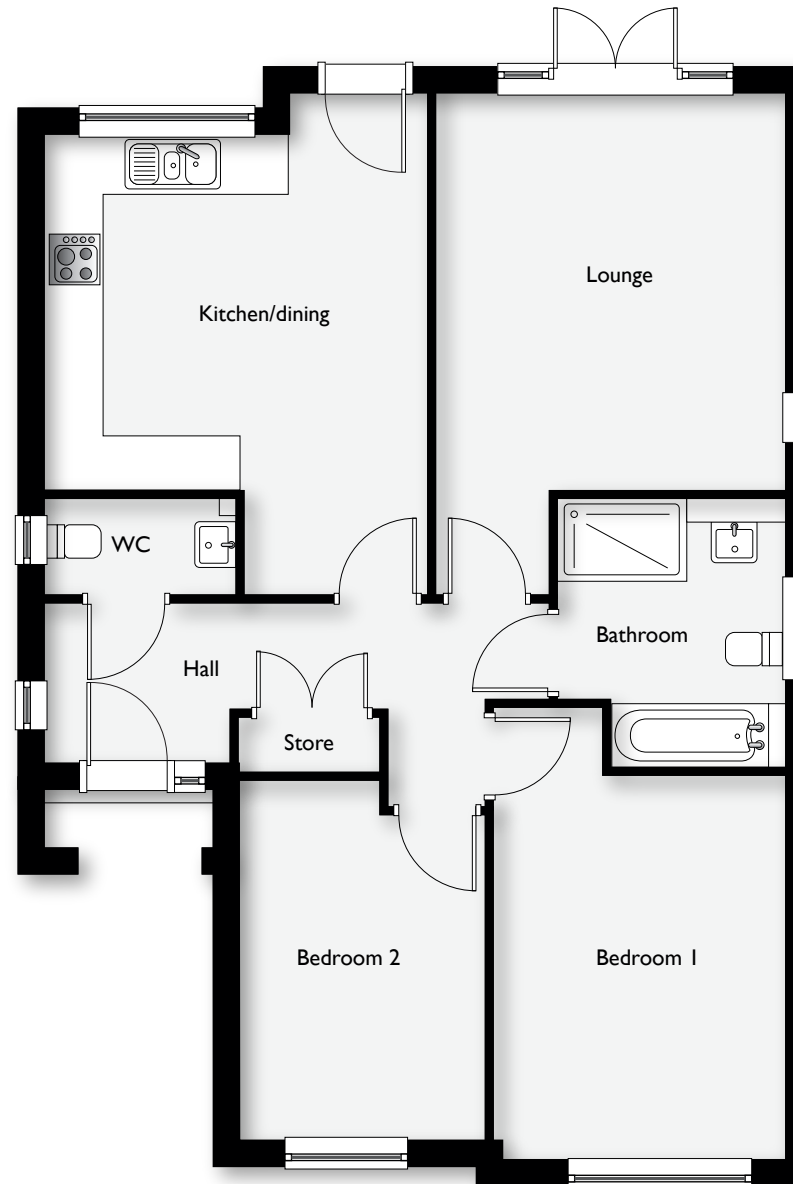 Lounge
Kitchen/dining
WC
Bathroom
Hall
Store
Bedroom 2
Bedroom 1